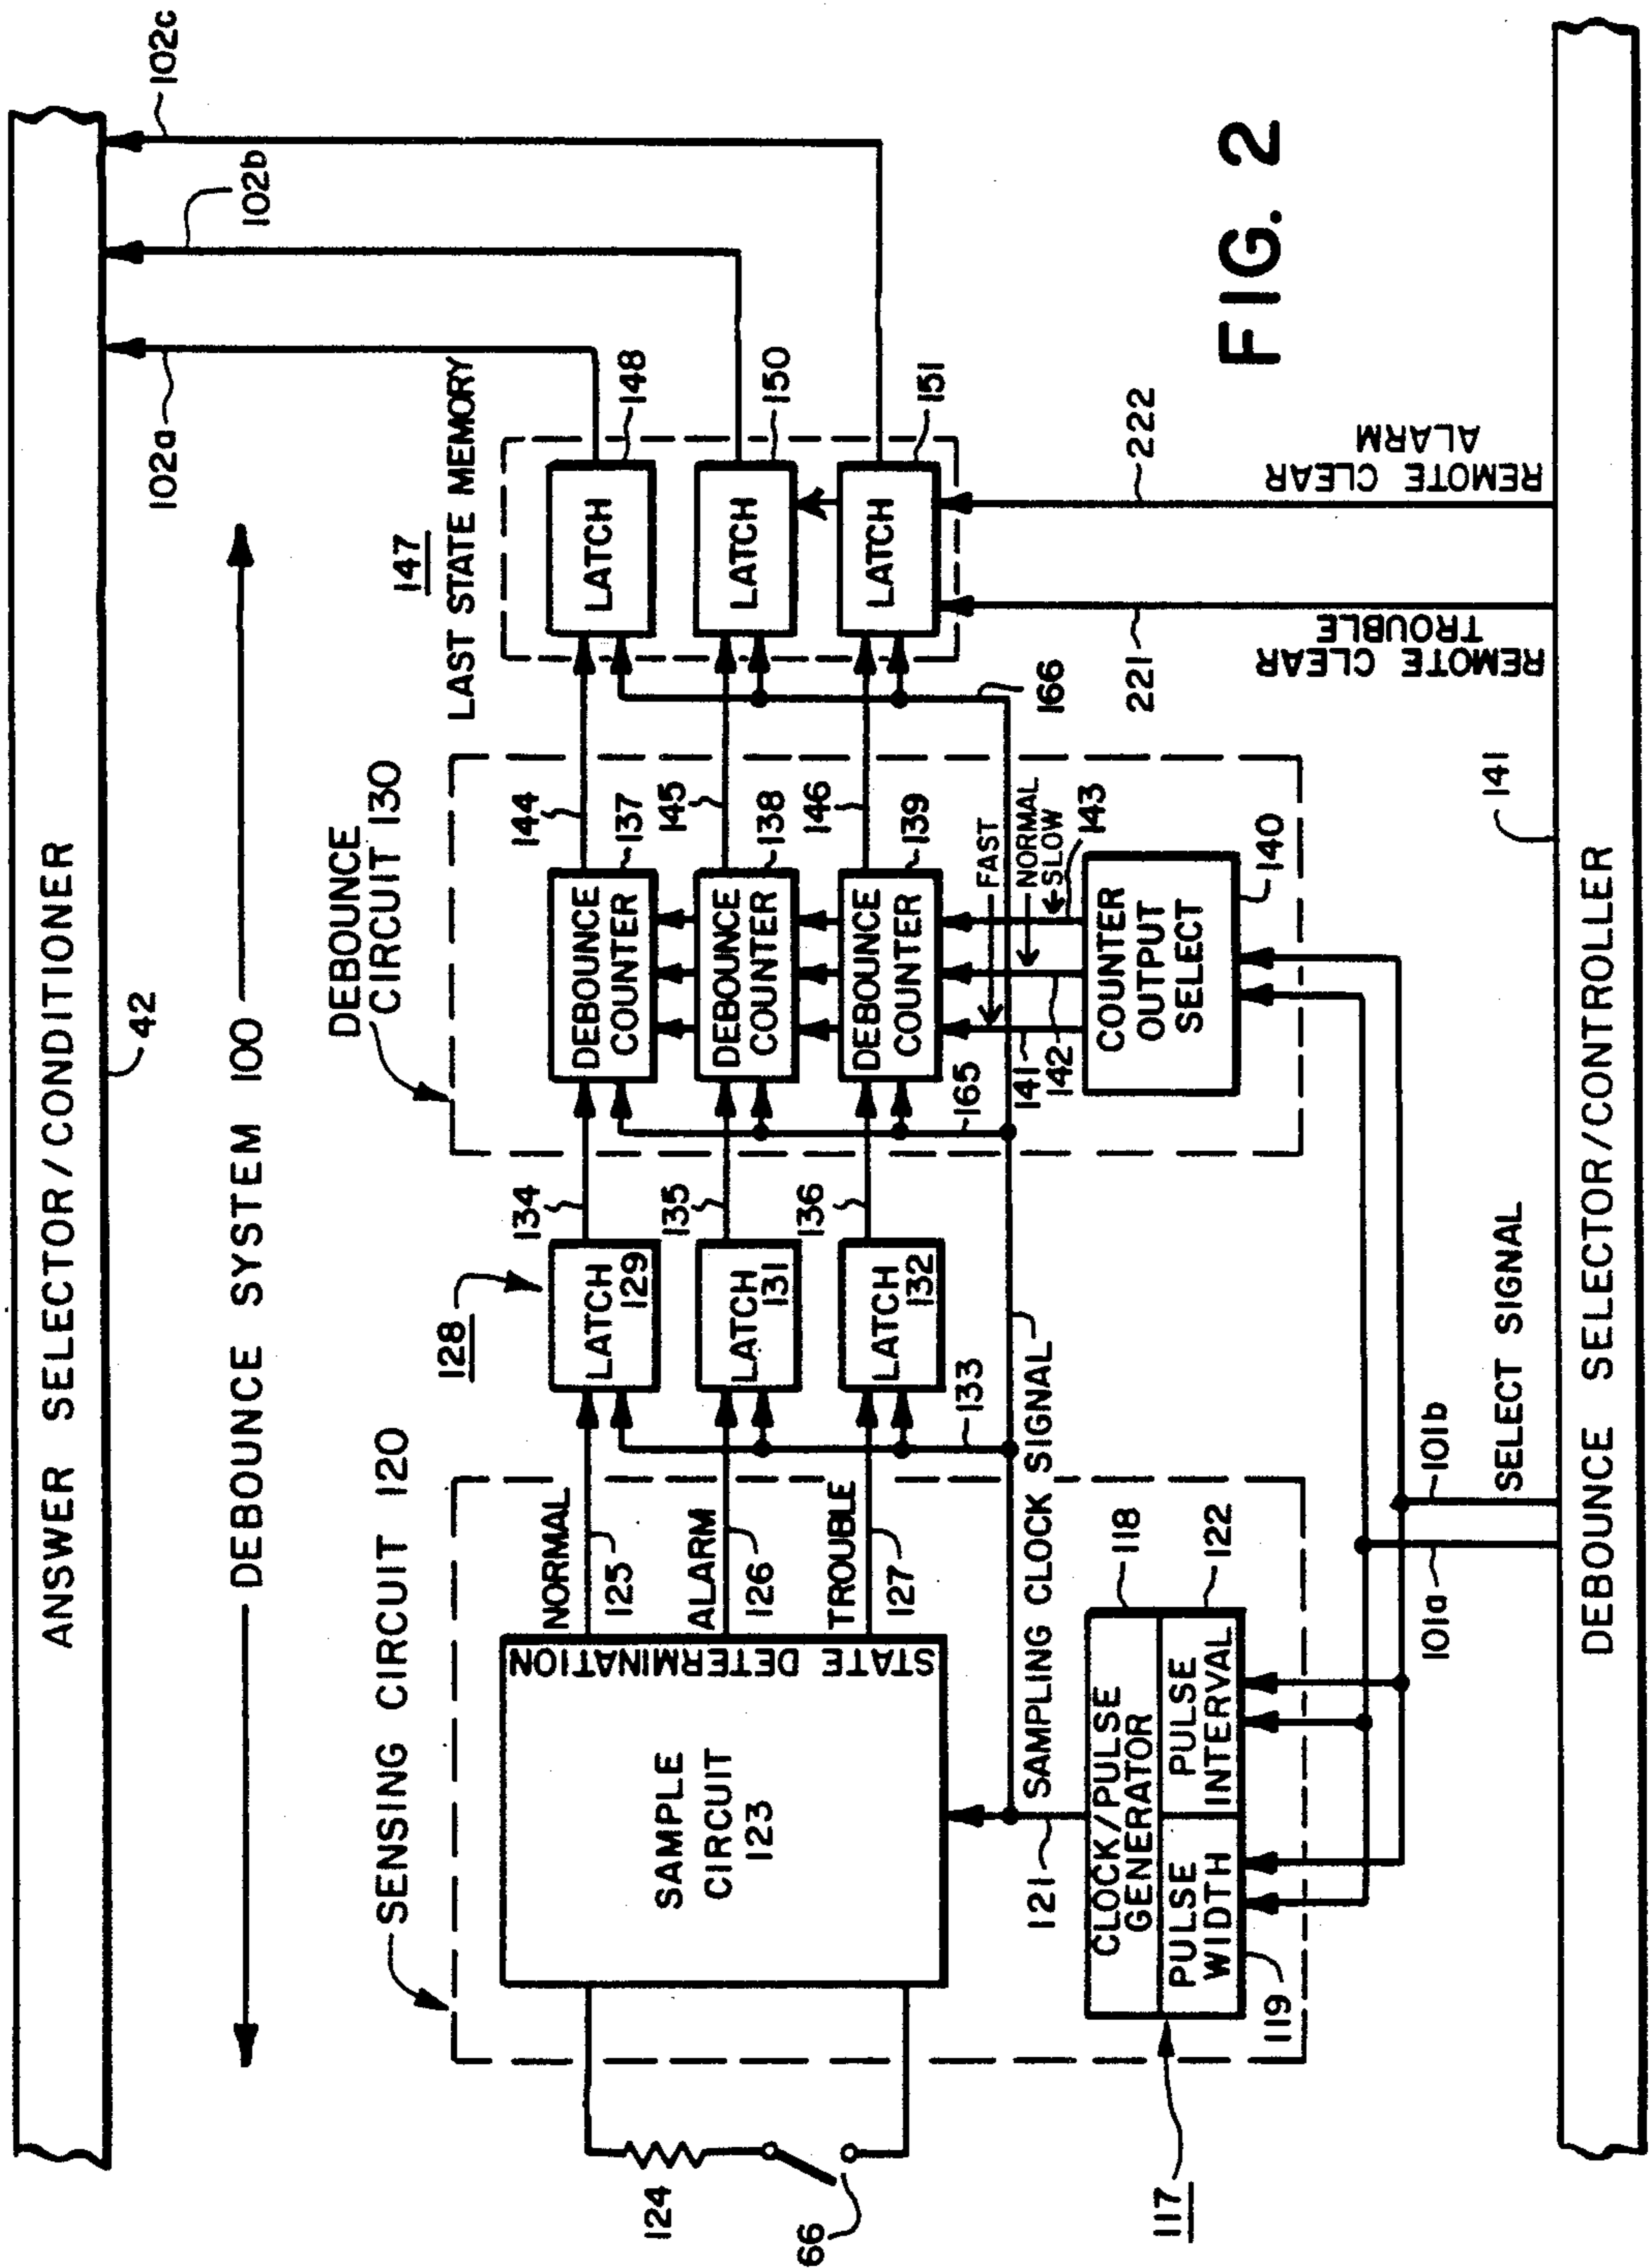 ANSWER SELECTOR/CONDITIONER
42
DEBOUNCE SYSTEM 100
102a
102b
102c
SENSING CIRCUIT 120
124
66
SAMPLE
CIRCUIT
123
STATE DETERMINATION
NORMAL
125
ALARM
126
TROUBLE
127
128
LATCH
129
LATCH
131
LATCH
132
133
134
135
136
DEBOUNCE
CIRCUIT 130
DEBOUNCE
COUNTER
137
DEBOUNCE
COUNTER
138
DEBOUNCE
COUNTER
139
144
145
146
165
FAST
NORMAL
SLOW
141
142
143
COUNTER
OUTPUT
SELECT
140
147
LAST STATE MEMORY
LATCH
148
LATCH
150
LATCH
151
166
SAMPLING CLOCK SIGNAL
121
117
CLOCK/PULSE
GENERATOR
118
PULSE
WIDTH
119
PULSE
INTERVAL
122
101a
101b
SELECT SIGNAL
221
REMOTE CLEAR
TROUBLE
222
REMOTE CLEAR
ALARM
141
DEBOUNCE SELECTOR/CONTROLLER
FIG. 2